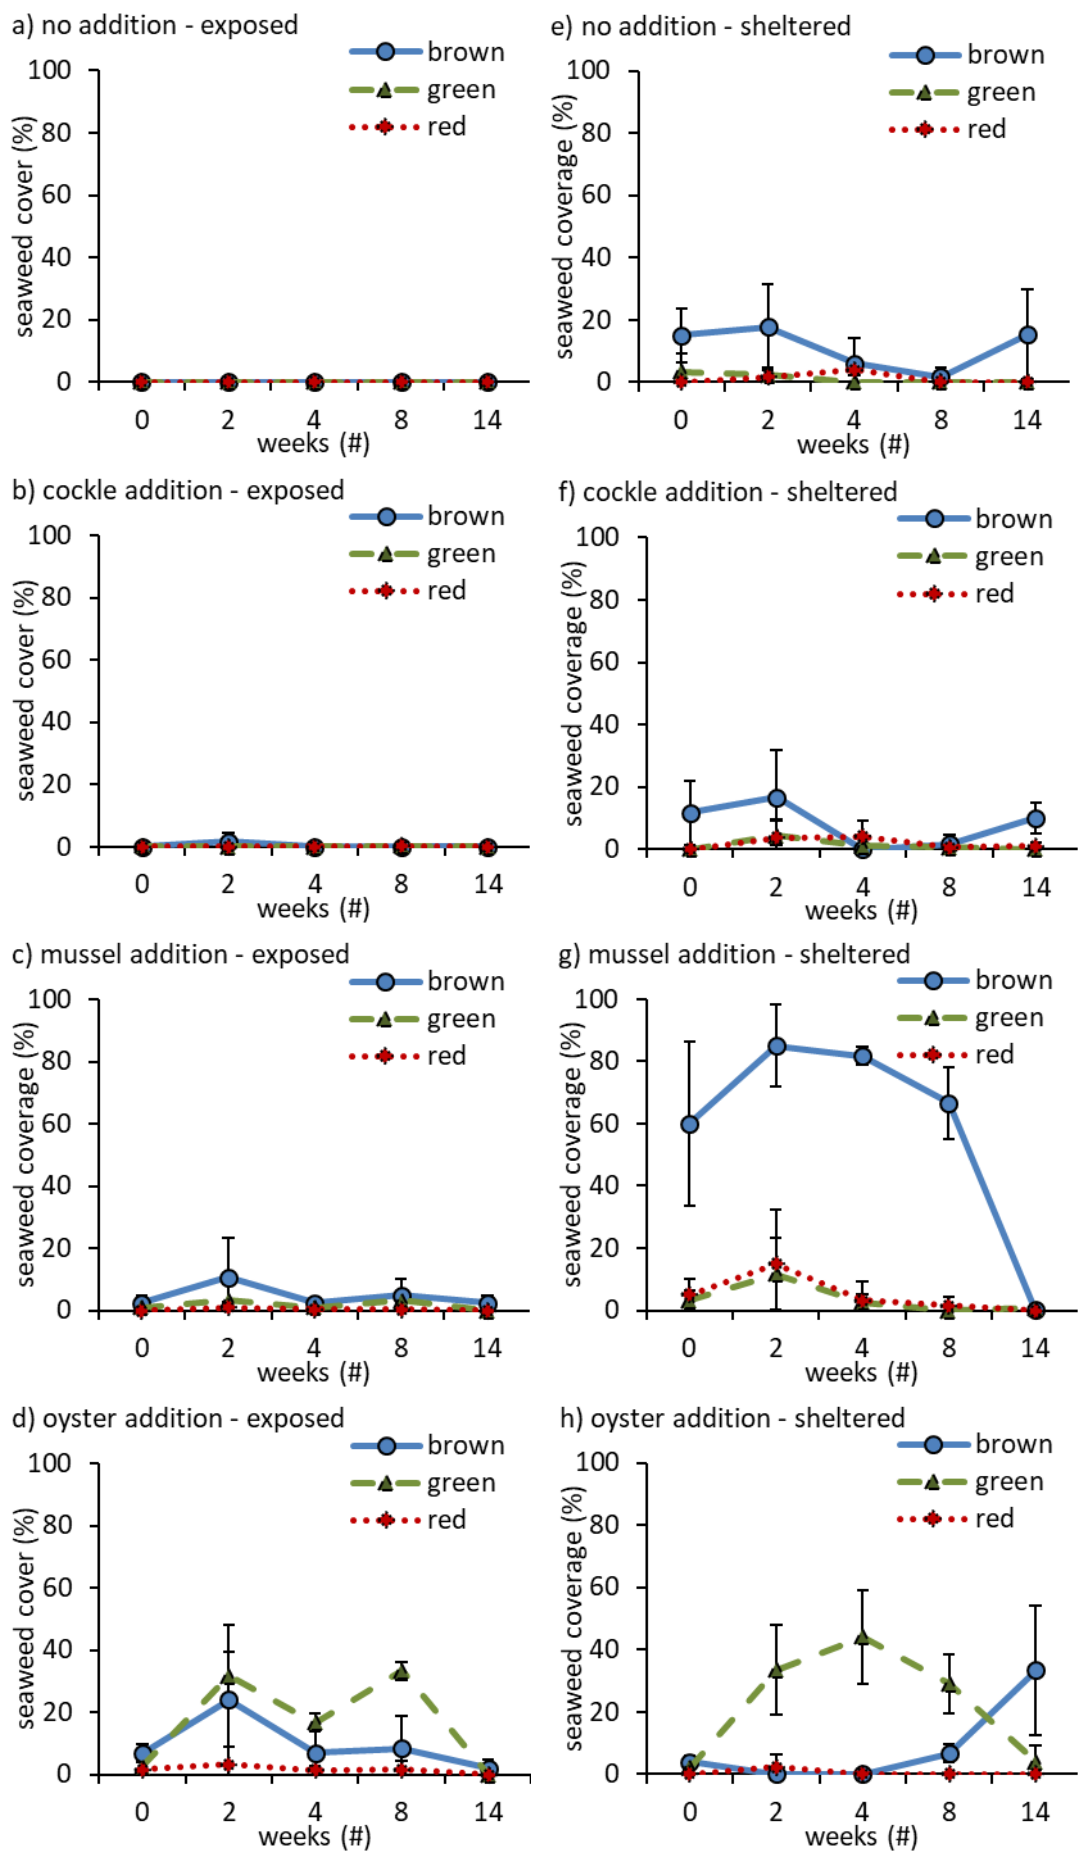 a) no addition - exposed
brown
green
red
seaweed cover (%)
100
80
60
40
20
0
0 2 4 8 14
weeks (#)
e) no addition - sheltered
brown
green
red
seaweed coverage (%)
100
80
60
40
20
0
0 2 4 8 14
weeks (#)
b) cockle addition - exposed
brown
green
red
seaweed cover (%)
100
80
60
40
20
0
0 2 4 8 14
weeks (#)
f) cockle addition - sheltered
brown
green
red
seaweed coverage (%)
100
80
60
40
20
0
0 2 4 8 14
weeks (#)
c) mussel addition - exposed
brown
green
red
seaweed coverage (%)
100
80
60
40
20
0
0 2 4 8 14
weeks (#)
g) mussel addition - sheltered
brown
green
red
seaweed coverage (%)
100
80
60
40
20
0
0 2 4 8 14
weeks (#)
d) oyster addition - exposed
brown
green
red
seaweed cover (%)
100
80
60
40
20
0
0 2 4 8 14
weeks (#)
h) oyster addition - sheltered
brown
green
red
seaweed coverage (%)
100
80
60
40
20
0
0 2 4 8 14
weeks (#)